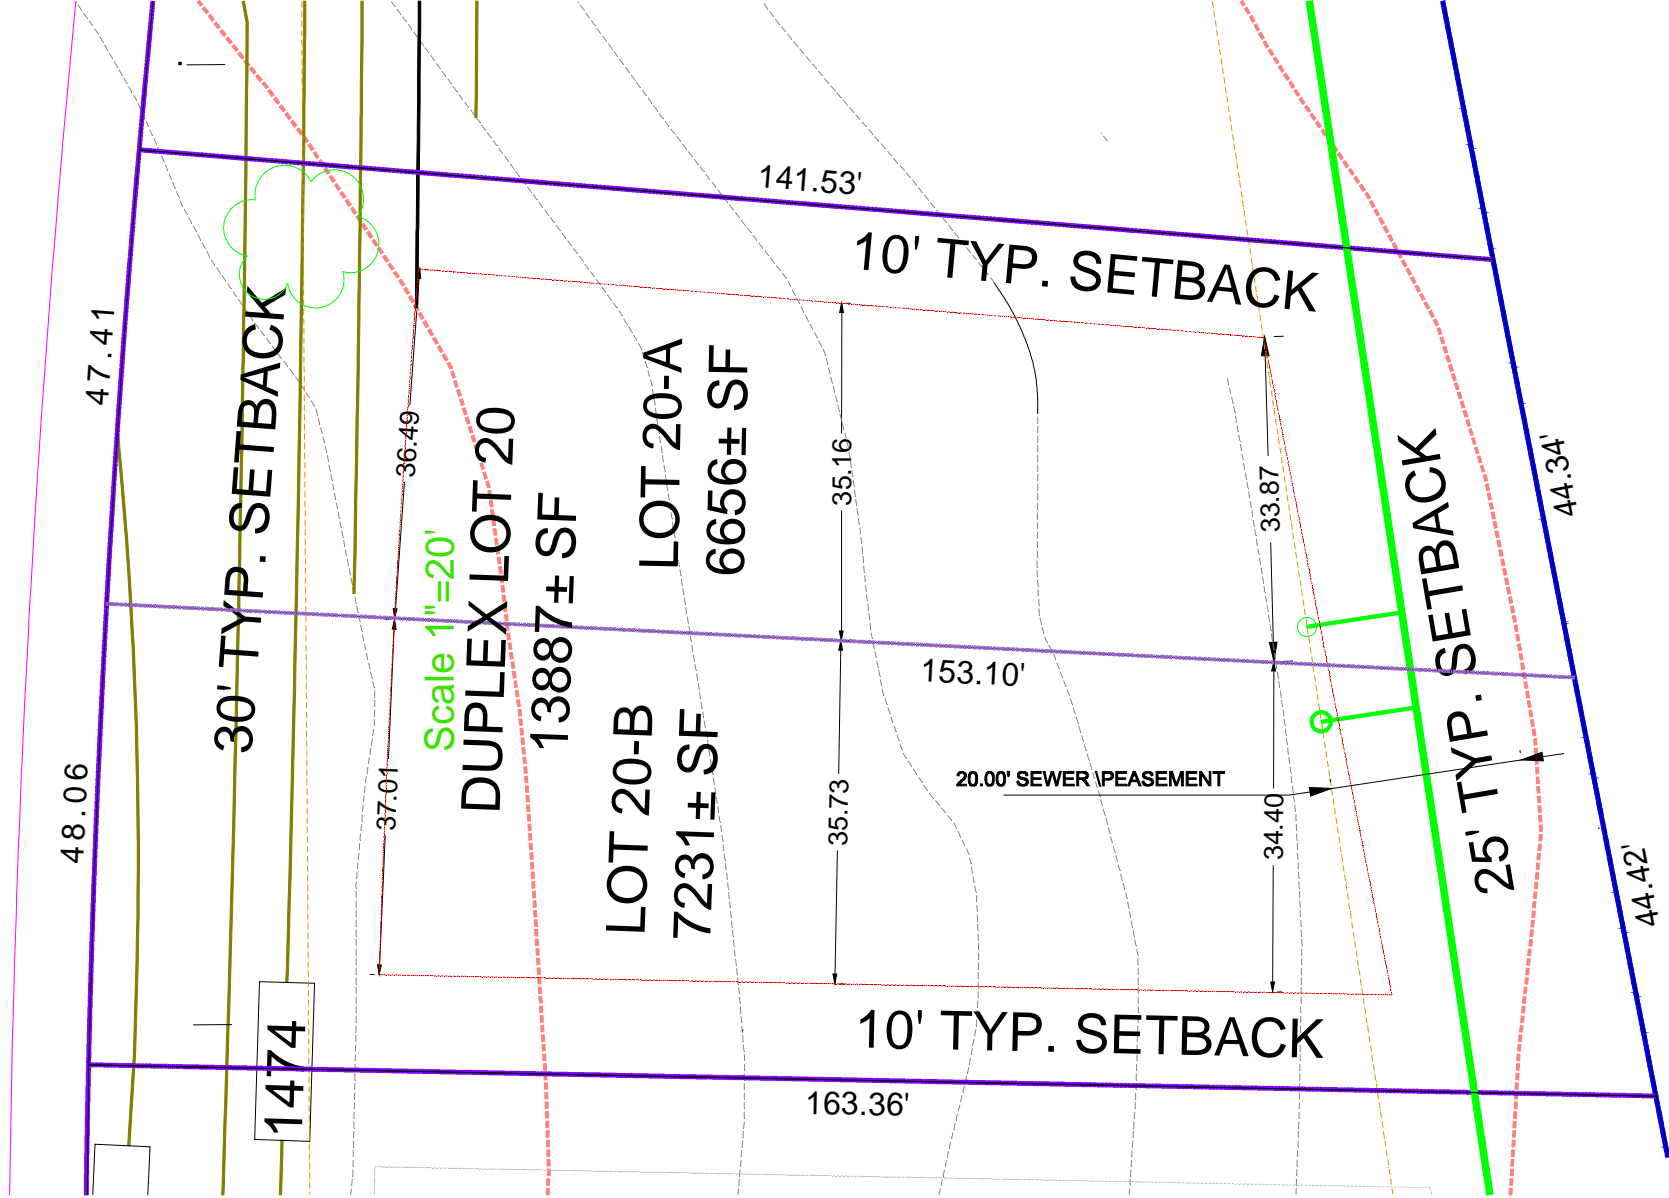 141.53'
10' TYP. SETBACK
47.41
30' TYP. SETBACK
36.49
Scale 1"=20'
DUPLEX LOT 20
13887± SF
LOT 20-A
6656± SF
35.16
33.87
25' TYP. SETBACK
44.34'
153.10'
48.06
37.01
LOT 20-B
7231± SF
35.73
20.00' SEWER \PEASEMENT
34.40
44.42'
10' TYP. SETBACK
1474
163.36'